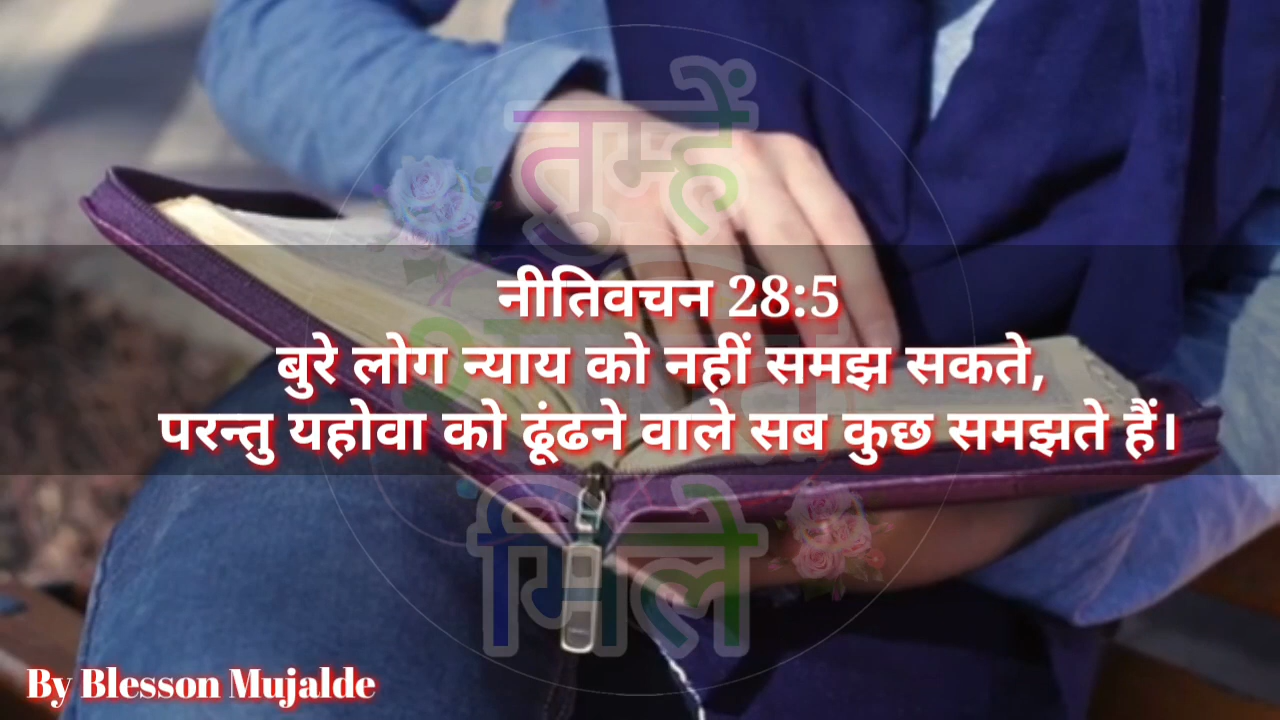 तुम्हें
नीतिवचन 28:5
बुरे लोग न्याय को नहीं समझ सकते,
परन्तु यहोवा को ढूंढने वाले सब कुछ समझते हैं।
मिले
By Blesson Mujalde